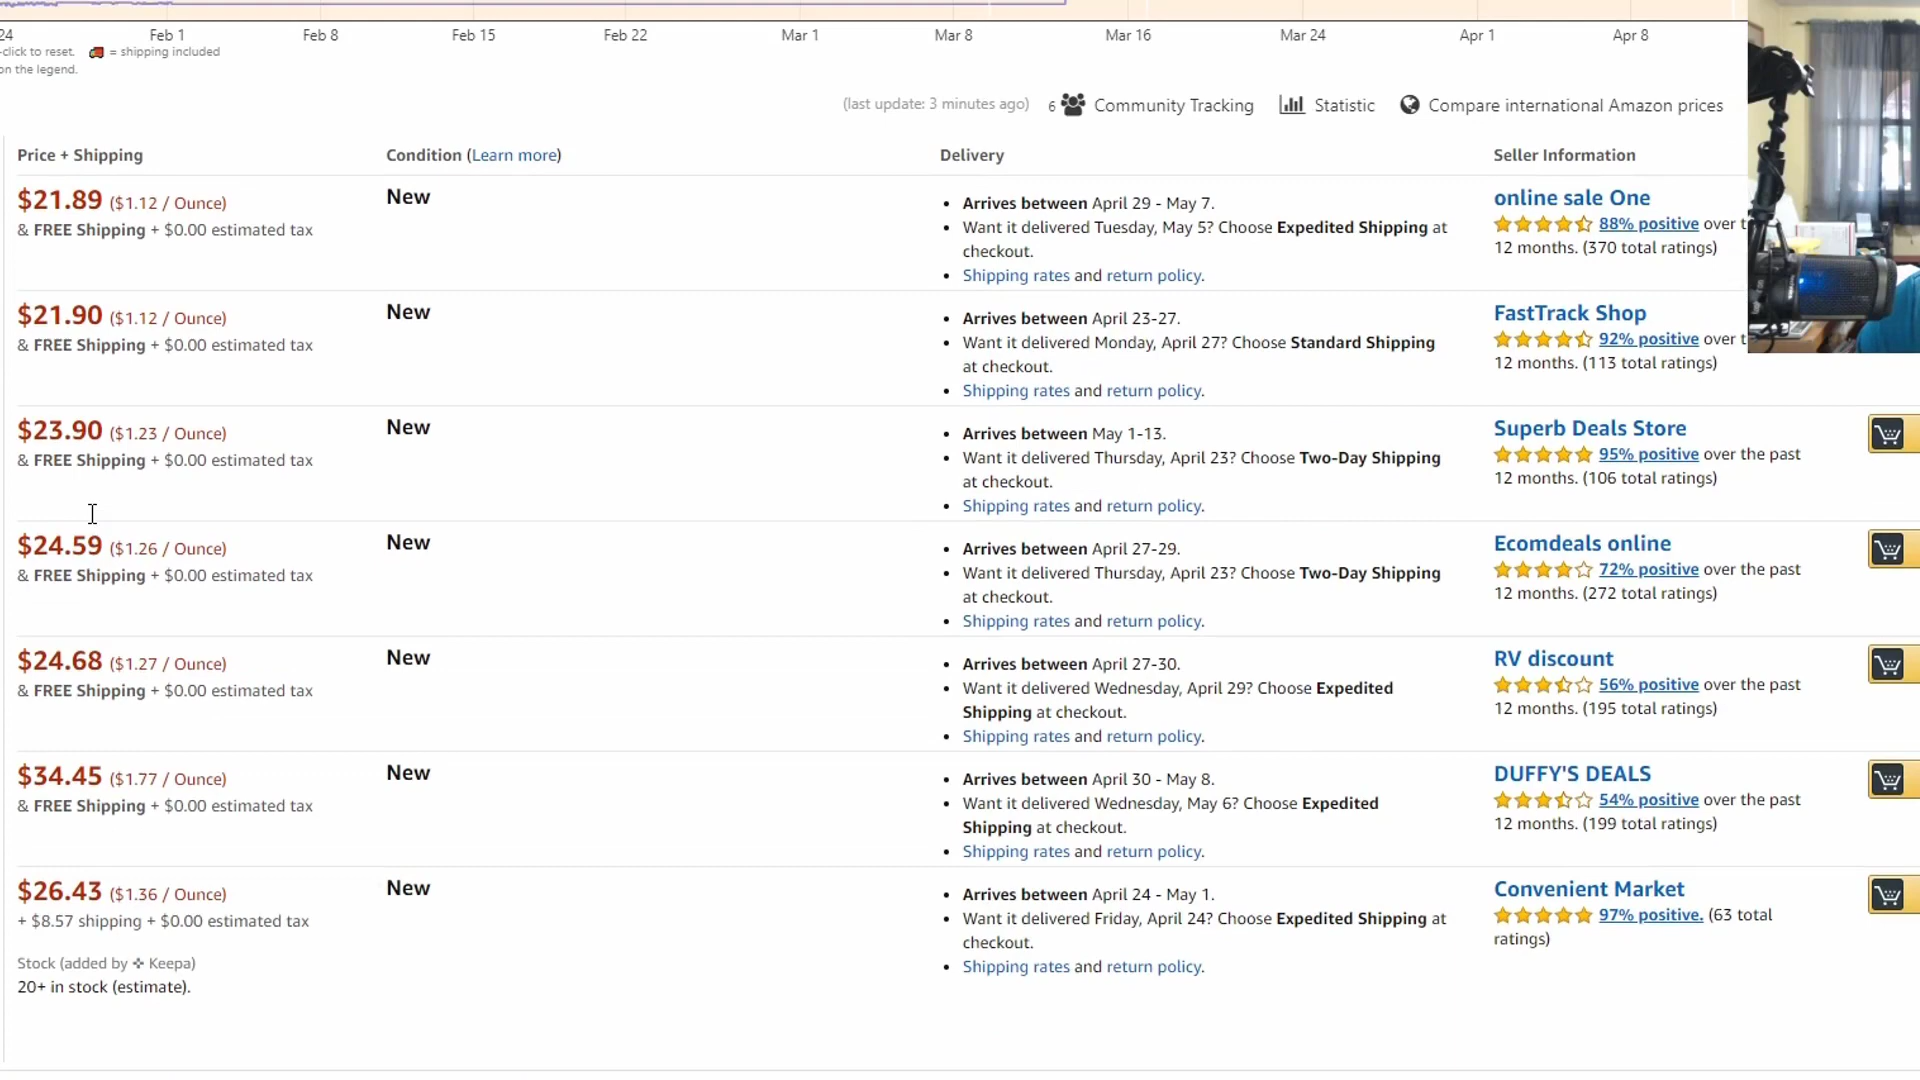 24 Feb 1 Feb 8 Feb 15 Feb 22 Mar 1 Mar 8 Mar 16 Mar 24 Apr 1 Apr 8
-click to reset. = shipping included
on the legend.
(last update: 3 minutes ago) 6 Community Tracking Statistic Compare international Amazon prices
Price + Shipping Condition (Learn more) Delivery Seller Information
$21.89 ($1.12 / Ounce)
& FREE Shipping + $0.00 estimated tax
New
Arrives between April 29 - May 7.
Want it delivered Tuesday, May 5? Choose Expedited Shipping at
checkout.
Shipping rates and return policy.
online sale One
88% positive over t
12 months. (370 total ratings)
$21.90 ($1.12 / Ounce)
& FREE Shipping + $0.00 estimated tax
New
Arrives between April 23-27.
Want it delivered Monday, April 27? Choose Standard Shipping
at checkout.
Shipping rates and return policy.
FastTrack Shop
92% positive over t
12 months. (113 total ratings)
$23.90 ($1.23 / Ounce)
& FREE Shipping + $0.00 estimated tax
New
Arrives between May 1-13.
Want it delivered Thursday, April 23? Choose Two-Day Shipping
at checkout.
Shipping rates and return policy.
Superb Deals Store
95% positive over the past
12 months. (106 total ratings)
$24.59 ($1.26 / Ounce)
& FREE Shipping + $0.00 estimated tax
New
Arrives between April 27-29.
Want it delivered Thursday, April 23? Choose Two-Day Shipping
at checkout.
Shipping rates and return policy.
Ecomdeals online
72% positive over the past
12 months. (272 total ratings)
$24.68 ($1.27 / Ounce)
& FREE Shipping + $0.00 estimated tax
New
Arrives between April 27-30.
Want it delivered Wednesday, April 29? Choose Expedited
Shipping at checkout.
Shipping rates and return policy.
RV discount
56% positive over the past
12 months. (195 total ratings)
$34.45 ($1.77 / Ounce)
& FREE Shipping + $0.00 estimated tax
New
Arrives between April 30 - May 8.
Want it delivered Wednesday, May 6? Choose Expedited
Shipping at checkout.
Shipping rates and return policy.
DUFFY'S DEALS
54% positive over the past
12 months. (199 total ratings)
$26.43 ($1.36 / Ounce)
+ $8.57 shipping + $0.00 estimated tax
Stock (added by Keepa)
20+ in stock (estimate).
New
Arrives between April 24 - May 1.
Want it delivered Friday, April 24? Choose Expedited Shipping at
checkout.
Shipping rates and return policy.
Convenient Market
97% positive. (63 total
ratings)